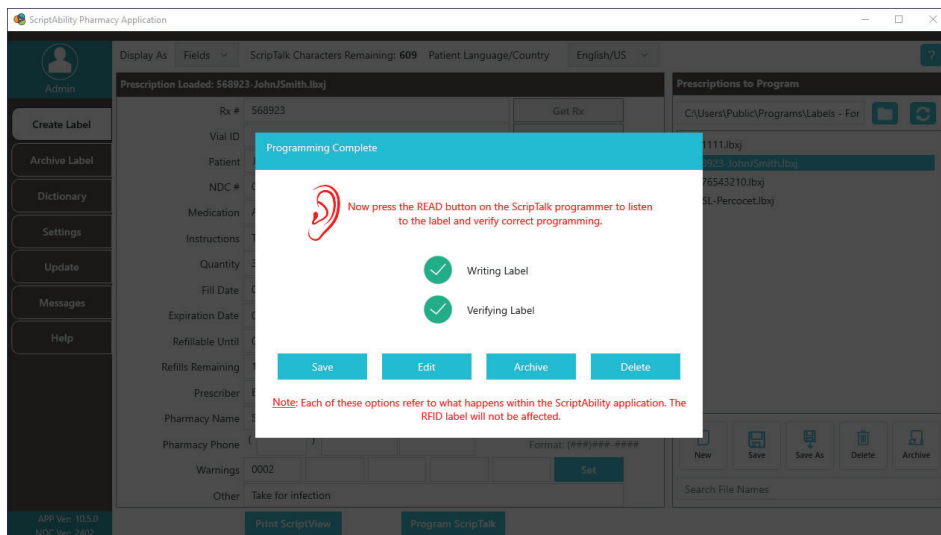 ScriptAbility Pharmacy Application
Admin
Create Label
Archive Label
Dictionary
Settings
Update
Messages
Help
APP Ver: 10.5.0
NDC Ver: 2402
Display As Fields ScripTalk Characters Remaining: 609 Patient Language/Country English/US ?
Prescription Loaded: 568923-JohnJSmith.lbxj
Rx # 568923 Get Rx
Vial ID
Patient
NDC #
Medication
Instructions
Quantity
Fill Date
Expiration Date
Refillable Until
Refills Remaining
Prescriber
Pharmacy Name
Pharmacy Phone ( ) Format: (###)###-####
Warnings 0002 Set
Other Take for infection
Print ScriptView Program ScripTalk
Programming Complete
Now press the READ button on the ScripTalk programmer to listen
to the label and verify correct programming.
Writing Label
Verifying Label
Save Edit Archive Delete
Note: Each of these options refer to what happens within the ScriptAbility application. The
RFID label will not be affected.
Prescriptions to Program
C:\Users\Public\Programs\Labels - For
1111.lbxj
8923-JohnJSmith.lbxj
76543210.lbxj
SL-Percocet.lbxj
New Save Save As Delete Archive
Search File Names